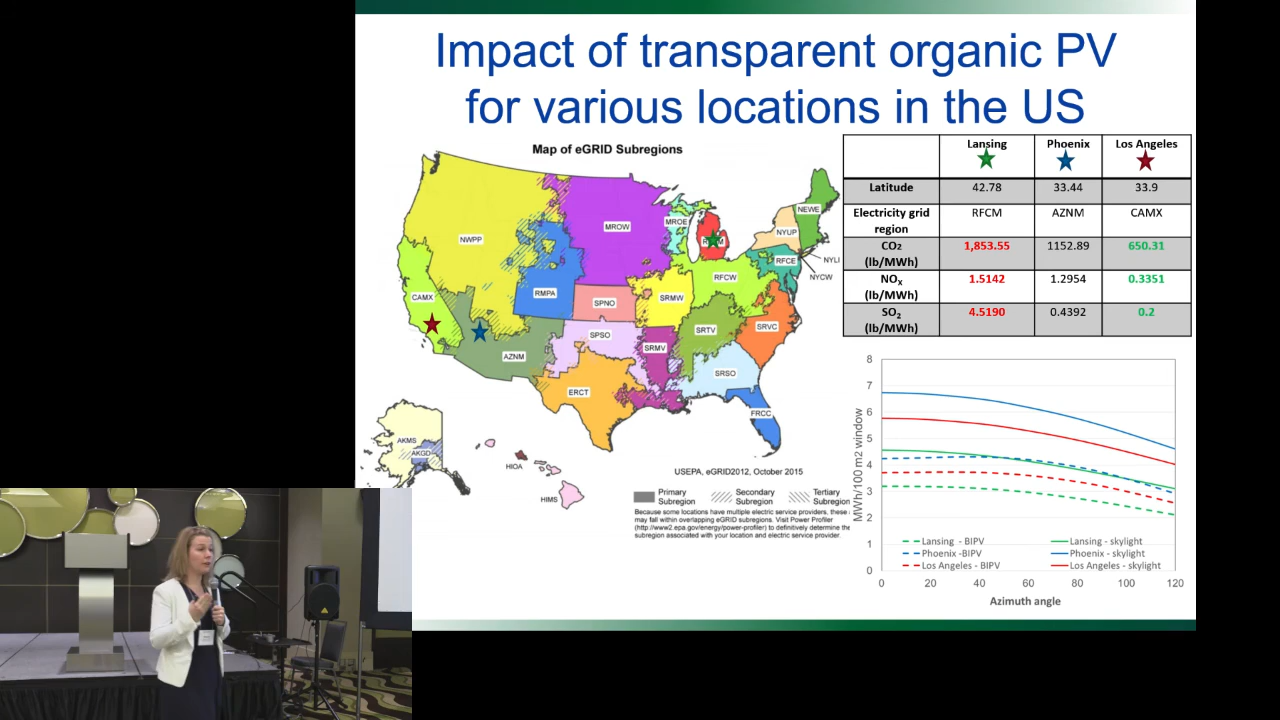 Impact of transparent organic PV
for various locations in the US
Map of eGRID Subregions
NWPP
MROW
MROE
NEWE
NYUP
RFCE
NYLI
NYCW
RFCW
CAMX
RMPA
SPNO
SRMW
SRVC
SRTV
SPSO
SRMV
AZNM
SRSO
ERCT
FRCC
AKMS
AKGD
HIOA
HIMS
USEPA, eGRID2012, October 2015
Primary Subregion
Secondary Subregion
Tertiary Subregion
Because some locations have multiple electric service providers, these
may fall within overlapping eGRID subregions. Visit Power Profiler
(http://www2.epa.gov/energy/power-profiler) to definitively determine the
subregion associated with your location and electric service provider.
Lansing Phoenix Los Angeles
Latitude 42.78 33.44 33.9
Electricity grid region RFCM AZNM CAMX
CO₂ (lb/MWh) 1,853.55 1152.89 650.31
NOX (lb/MWh) 1.5142 1.2954 0.3351
SO₂ (lb/MWh) 4.5190 0.4392 0.2
MWh/100 m2 window
8
7
6
5
4
3
2
1
0
Lansing - BIPV Lansing - skylight
Phoenix -BIPV Phoenix - skylight
Los Angeles - BIPV Los Angeles - skylight
0 20 40 60 80 100 120
Azimuth angle